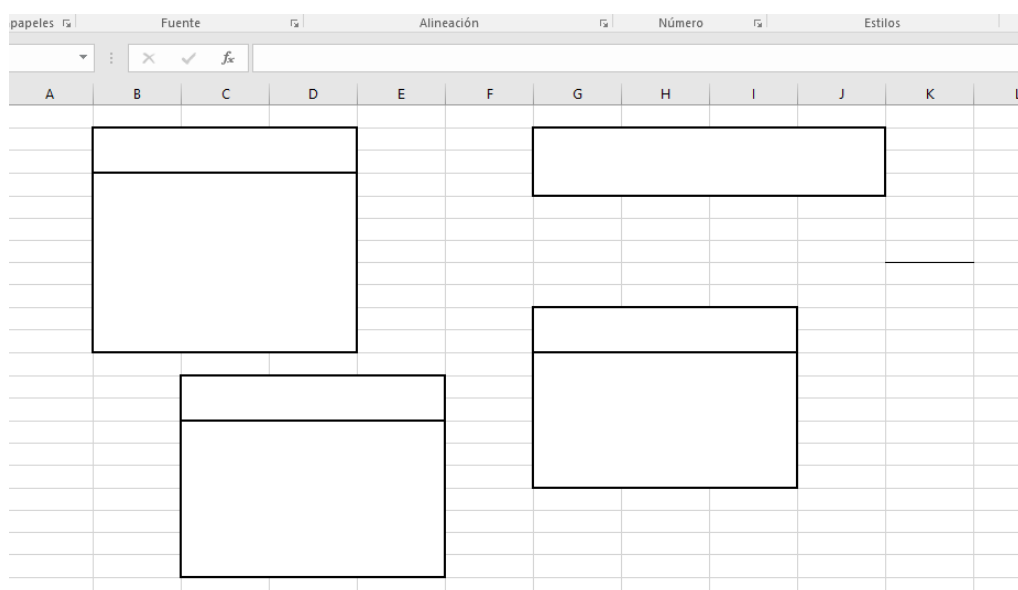 papeles Fuente Alineación Número Estilos
fx
A B C D E F G H I J K L